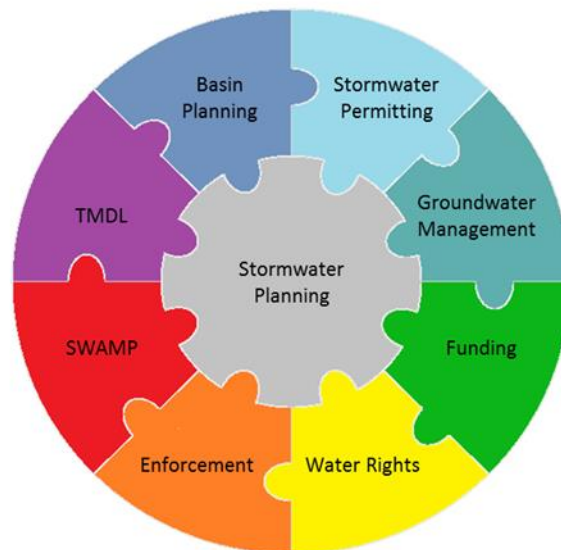 Basin
Planning
Stormwater
Permitting
Groundwater
Management
Funding
Water Rights
Enforcement
SWAMP
TMDL
Stormwater
Planning